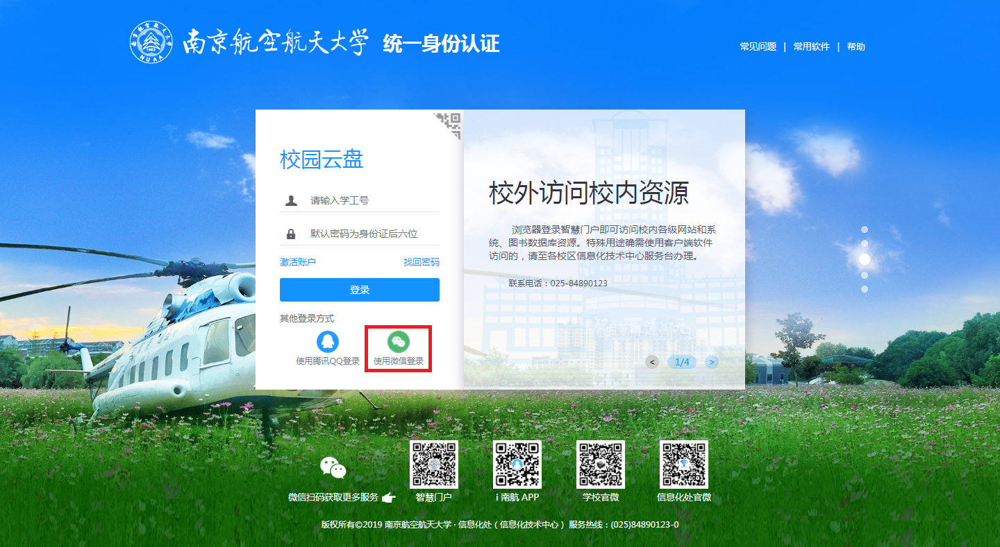 南京航空航天大学 统一身份认证
常见问题 | 常用软件 | 帮助
NUAA
1952
校园云盘
请输入学工号
默认密码为身份证后六位
激活账户 找回密码
登录
其他登录方式
使用腾讯QQ登录 使用微信登录
校外访问校内资源
浏览器登录智慧门户即可访问校内各级网站和系
统、图书数据库资源。特殊用途确需使用客户端软件
访问的，请至各校区信息化技术中心服务台办理。
联系电话：025-84890123
< 1/4 >
微信扫码获取更多服务 智慧门户 i 南航 APP 学校官微 信息化处官微
版权所有©2019 南京航空航天大学 · 信息化处（信息化技术中心） 服务热线：(025)84890123-0